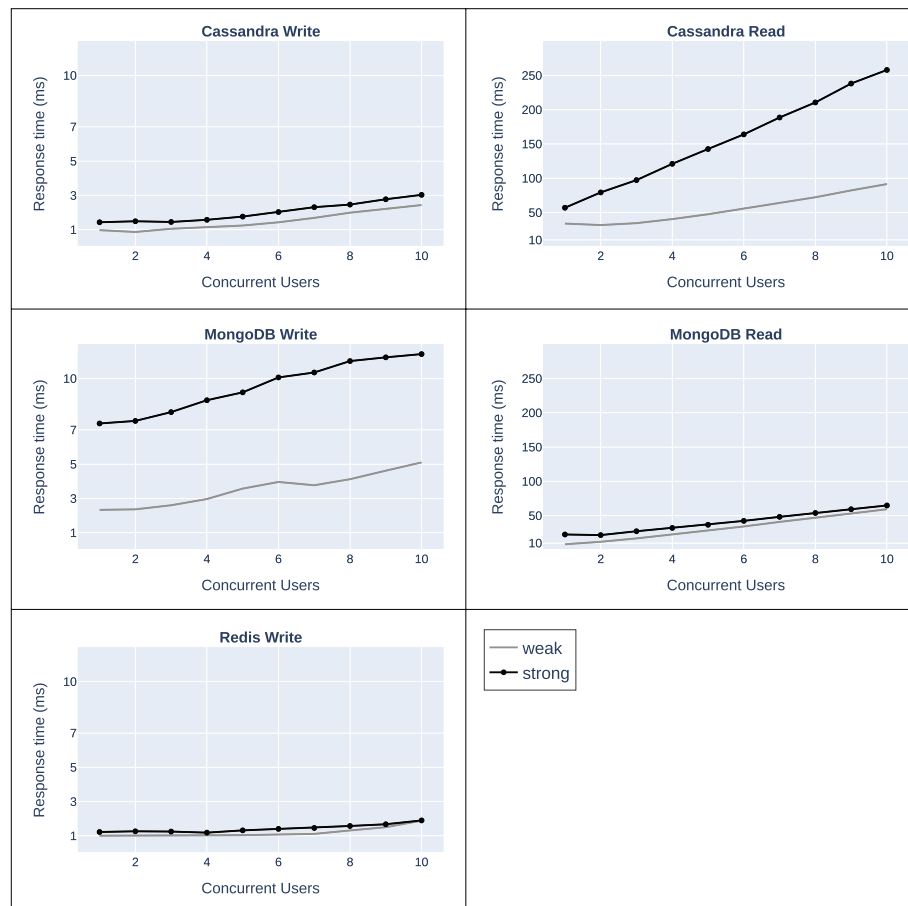 Cassandra Write
Response time (ms)
10
7
5
3
1
2 4 6 8 10
Concurrent Users
Cassandra Read
Response time (ms)
250
200
150
100
50
10
2 4 6 8 10
Concurrent Users
MongoDB Write
Response time (ms)
10
7
5
3
1
2 4 6 8 10
Concurrent Users
MongoDB Read
Response time (ms)
250
200
150
100
50
10
2 4 6 8 10
Concurrent Users
Redis Write
Response time (ms)
10
7
5
3
1
2 4 6 8 10
Concurrent Users
weak
strong